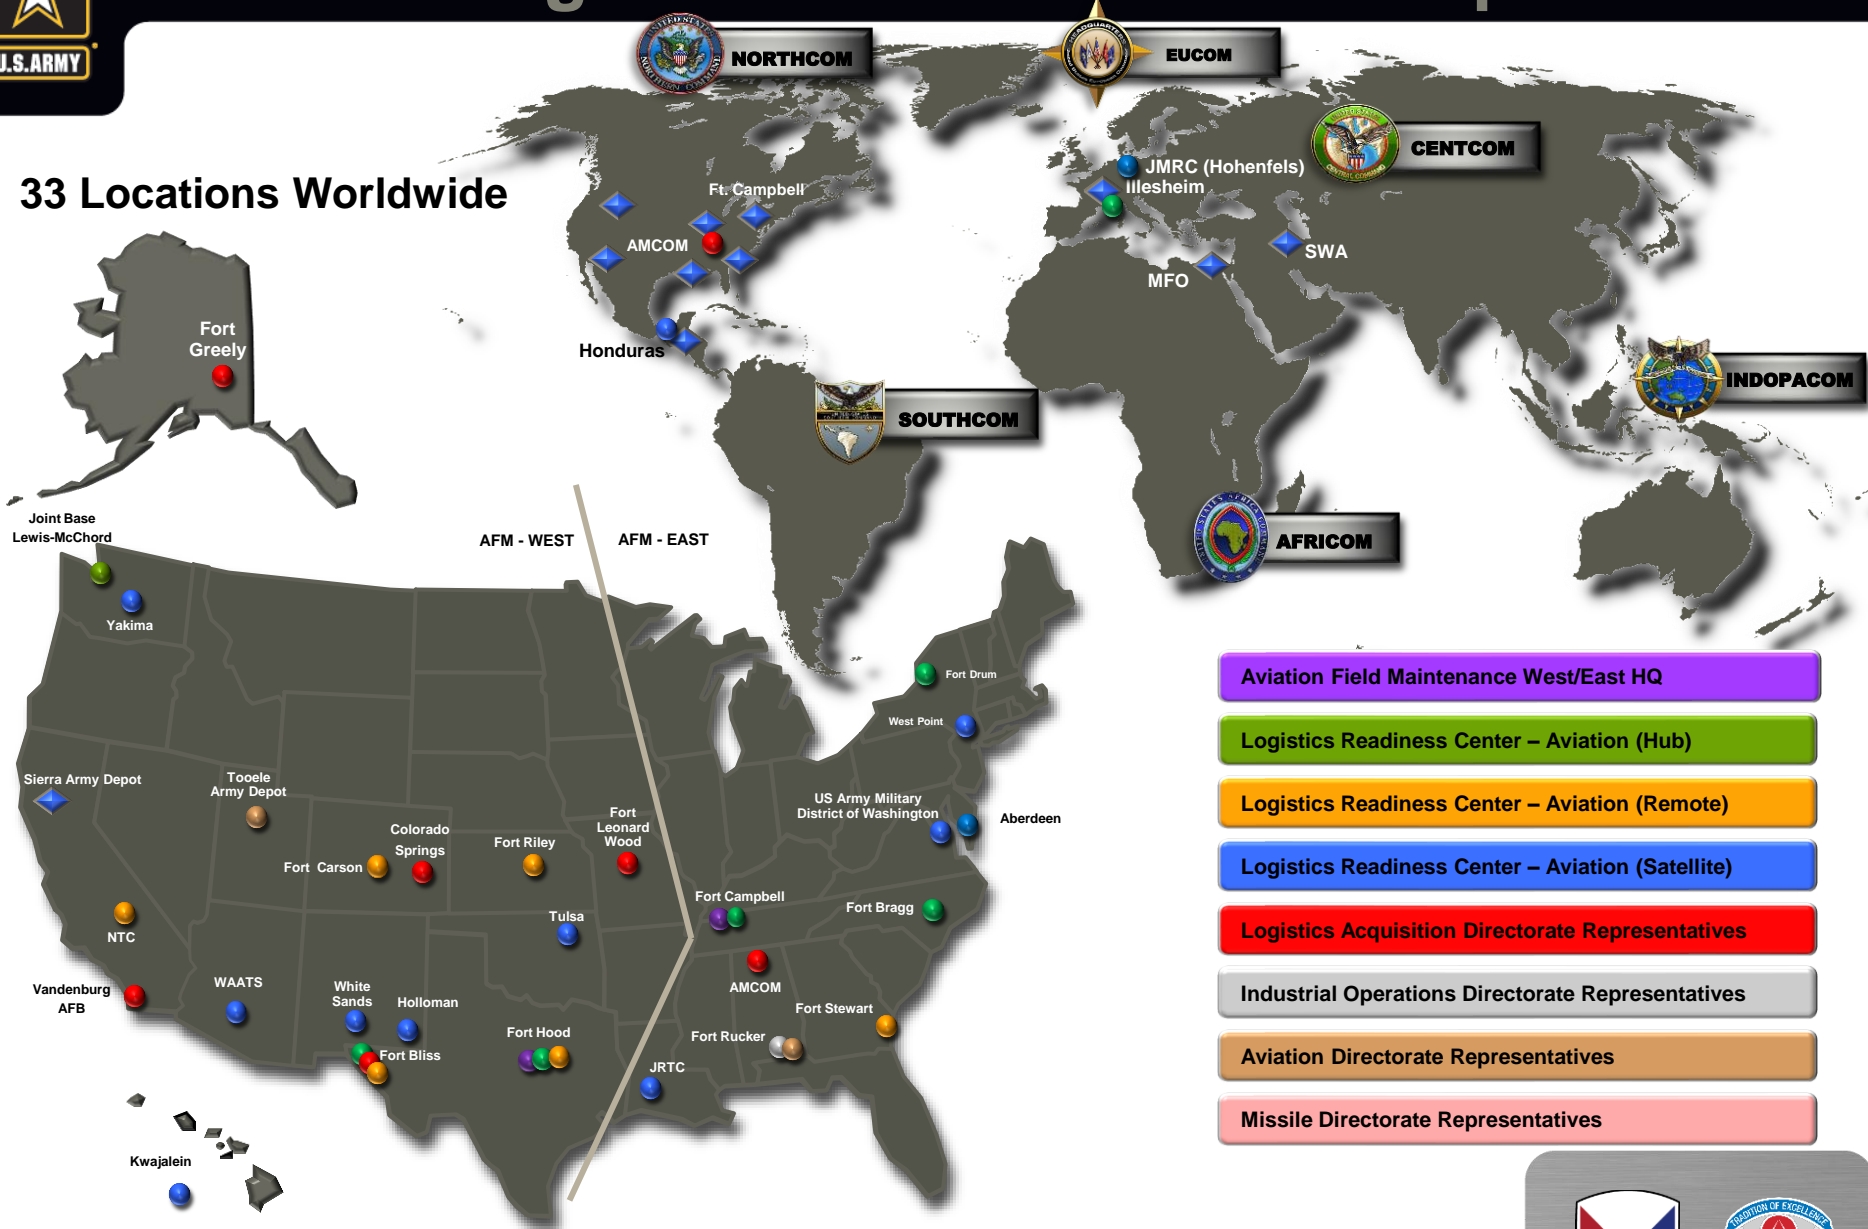 U.S.ARMY
NORTHCOM
EUCOM
CENTCOM
33 Locations Worldwide
JMRC (Hohenfels)
Illesheim
Ft. Campbell
AMCOM
SWA
MFO
Fort
Greely
Honduras
INDOPACOM
SOUTHCOM
AFRICOM
Joint Base
Lewis-McChord
AFM - WEST
AFM - EAST
Yakima
Fort Drum
West Point
Sierra Army Depot
Tooele
Army Depot
US Army Military
District of Washington
Aberdeen
Fort
Leonard
Wood
Colorado
Springs
Fort Riley
Fort Carson
Fort Campbell
Fort Bragg
Tulsa
NTC
Vandenburg
AFB
WAATS
White
Sands
Holloman
AMCOM
Fort Stewart
Fort Hood
Fort Rucker
Fort Bliss
JRTC
Kwajalein
Aviation Field Maintenance West/East HQ
Logistics Readiness Center – Aviation (Hub)
Logistics Readiness Center – Aviation (Remote)
Logistics Readiness Center – Aviation (Satellite)
Logistics Acquisition Directorate Representatives
Industrial Operations Directorate Representatives
Aviation Directorate Representatives
Missile Directorate Representatives
TRADITION OF EXCELLENCE